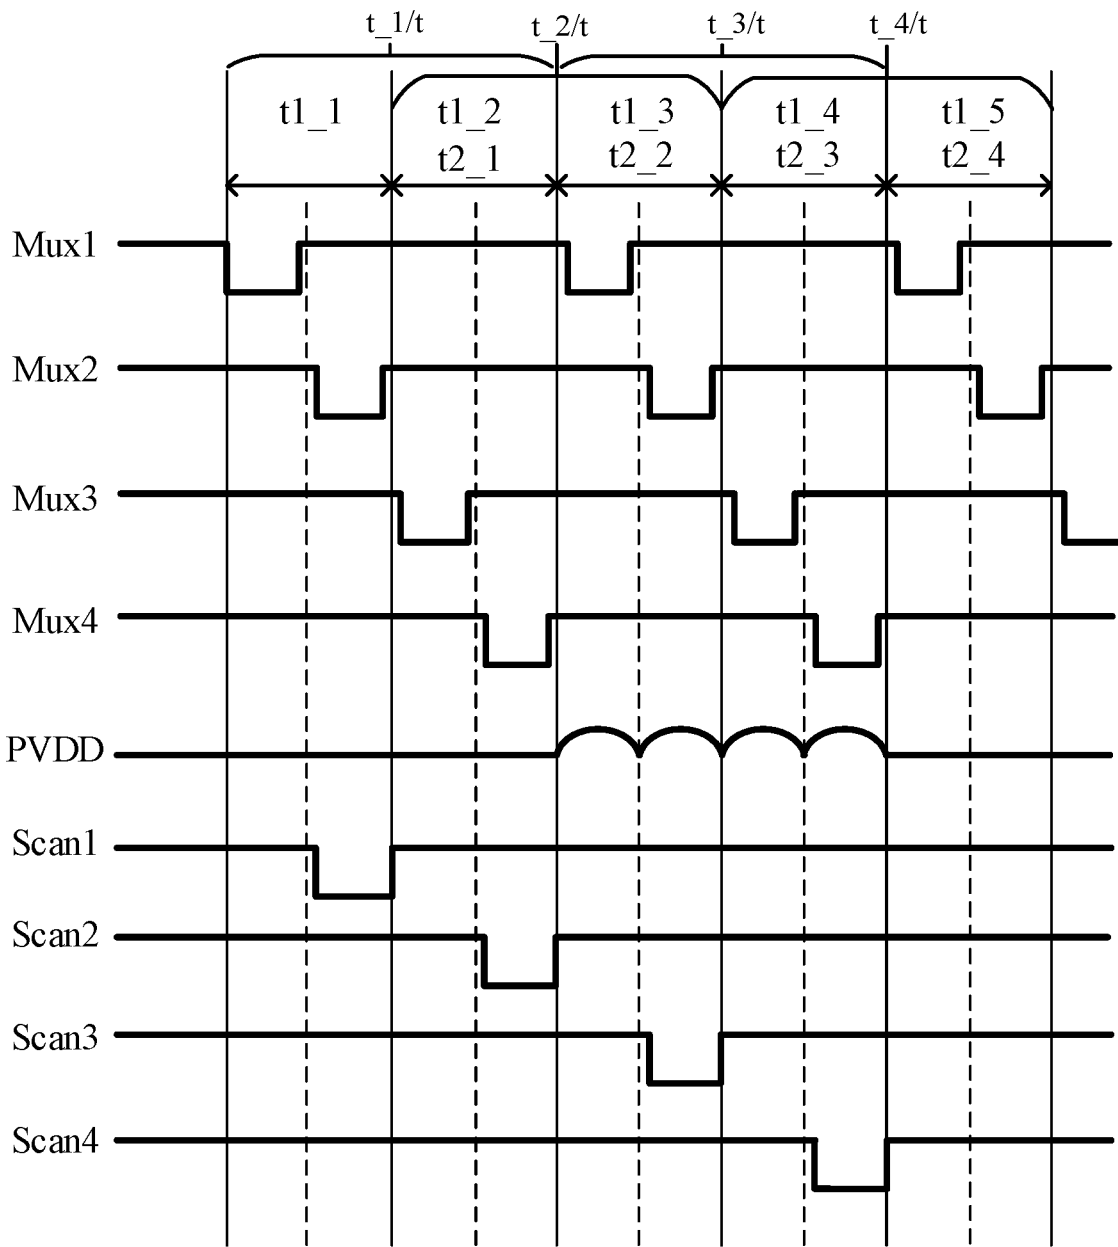 t_1/t t_2/t t_3/t t_4/t
t1_1 t1_2 t1_3 t1_4 t1_5
t2_1 t2_2 t2_3 t2_4
Mux1
Mux2
Mux3
Mux4
PVDD
Scan1
Scan2
Scan3
Scan4